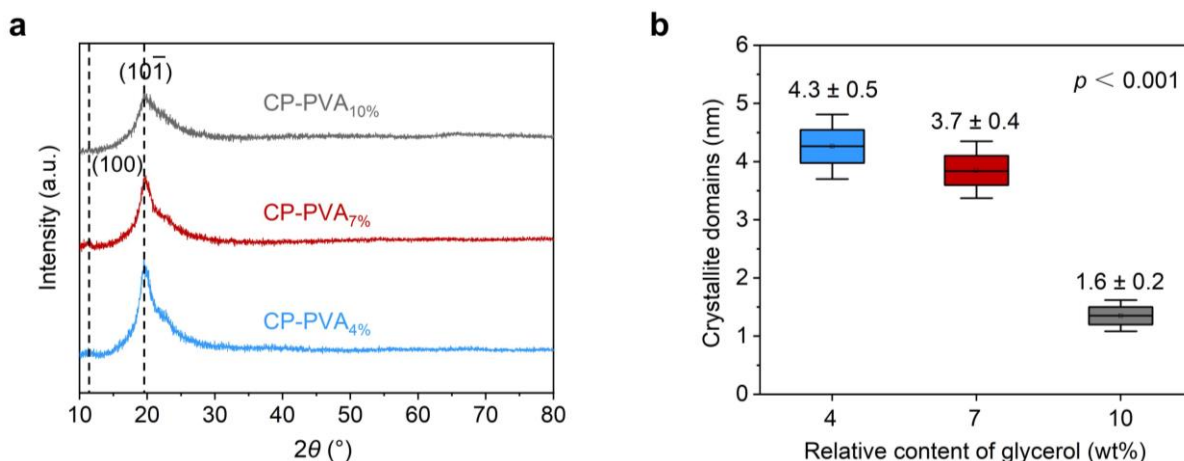 a
(101̄)
CP-PVA10%
(100)
CP-PVA7%
CP-PVA4%
Intensity (a.u.)
10 20 30 40 50 60 70 80
2θ (°)
b
6
5
4
3
2
1
0
p < 0.001
4.3 ± 0.5
3.7 ± 0.4
1.6 ± 0.2
Crystallite domains (nm)
4 7 10
Relative content of glycerol (wt%)